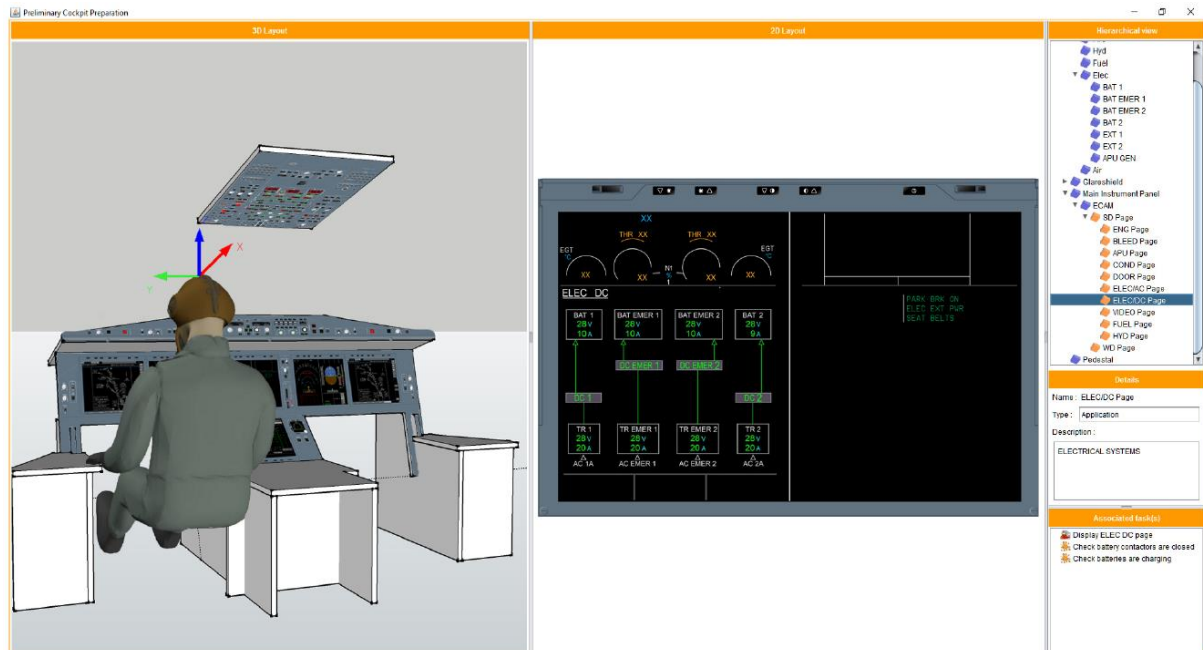 Preliminary Cockpit Preparation
3D Layout
X
Y
2D Layout
XX
THR XX
THR XX
EGT
°C
EGT
°C
XX
XX
N1
%
1
XX
XX
ELEC DC
BAT 1
28 V
10 A
BAT EMER 1
28 V
10 A
BAT EMER 2
28 V
10 A
BAT 2
28 V
9 A
DC EMER 1
DC EMER 2
DC 1
DC 2
TR 1
28 V
20 A
TR EMER 1
28 V
20 A
TR EMER 2
28 V
20 A
TR 2
28 V
20 A
AC 1A
AC EMER 1
AC EMER 2
AC 2A
PARK BRK ON
ELEC EXT PWR
SEAT BELTS
Hierarchical view
Hyd
Fuel
Elec
BAT 1
BAT EMER 1
BAT EMER 2
BAT 2
EXT 1
EXT 2
APU GEN
Air
Glareshield
Main Instrument Panel
ECAM
SD Page
ENG Page
BLEED Page
APU Page
COND Page
DOOR Page
ELEC/AC Page
ELEC/DC Page
VIDEO Page
FUEL Page
HYD Page
WD Page
Pedestal
Details
Name : ELEC/DC Page
Type : Application
Description :
ELECTRICAL SYSTEMS
Associated task(s)
Display ELEC DC page
Check battery contactors are closed
Check batteries are charging